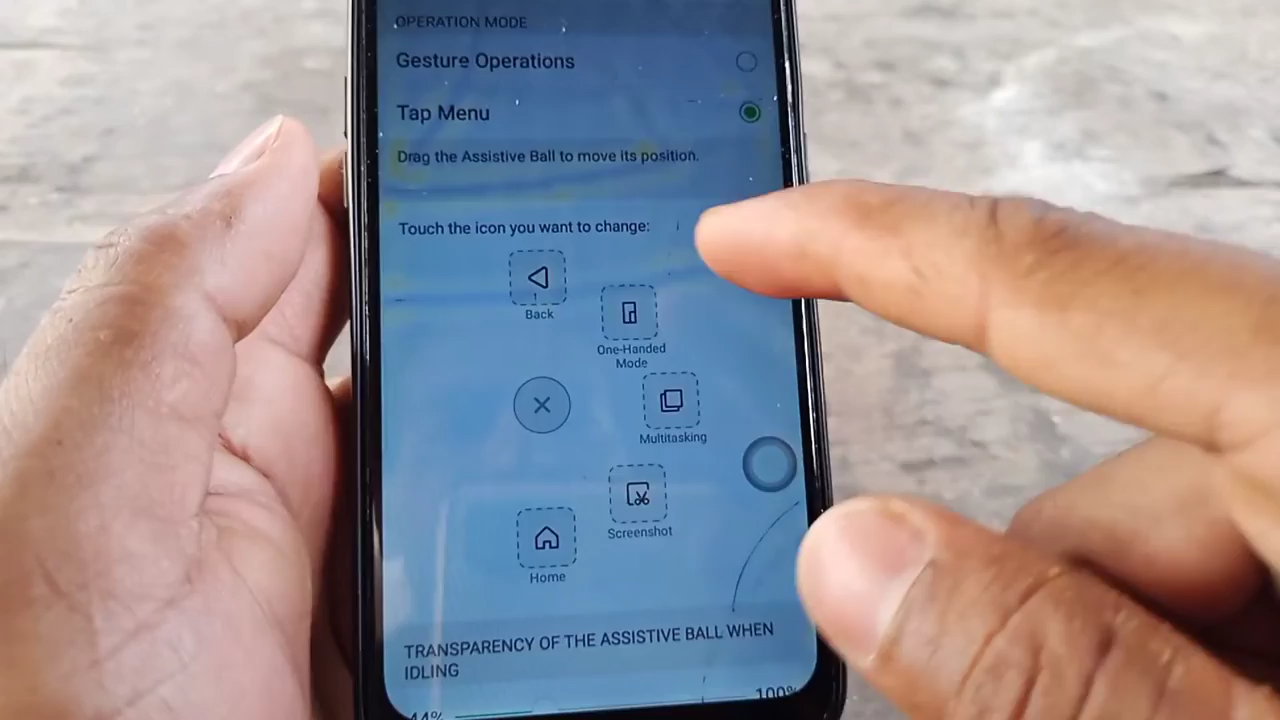 OPERATION MODE
Gesture Operations
Tap Menu
Drag the Assistive Ball to move its position.
Touch the icon you want to change:
Back
One-Handed
Mode
Multitasking
Screenshot
Home
TRANSPARENCY OF THE ASSISTIVE BALL WHEN
IDLING
44%
100%